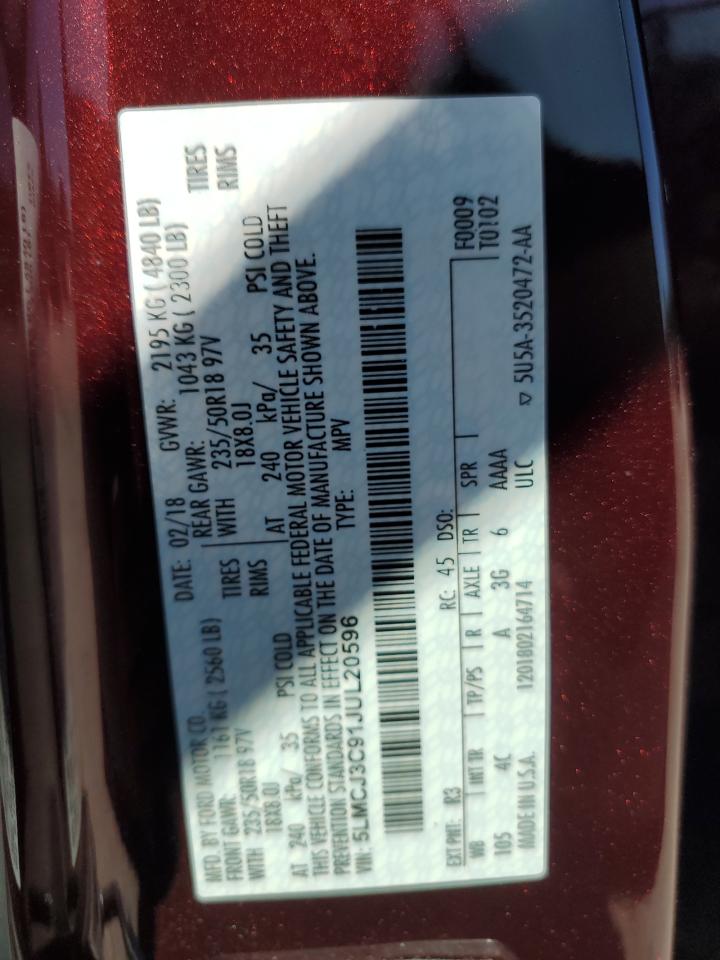 MFD. BY FORD MOTOR CO. DATE: 02/18 GVWR: 2195 KG ( 4840 LB)
FRONT GAWR: 1161 KG ( 2560 LB) REAR GAWR: 1043 KG ( 2300 LB)
WITH 235/50R18 97V TIRES WITH 235/50R18 97V TIRES
18X8.0J RIMS 18X8.0J RIMS
AT 240 kPa/ 35 PSI COLD AT 240 kPa/ 35 PSI COLD
THIS VEHICLE CONFORMS TO ALL APPLICABLE FEDERAL MOTOR VEHICLE SAFETY AND THEFT
PREVENTION STANDARDS IN EFFECT ON THE DATE OF MANUFACTURE SHOWN ABOVE.
VIN: 5LMCJ3C91JUL20596 TYPE: MPV
EXT PNT: R3 RC: 45 DSO: F0009
WB INT TR TP/PS R AXLE TR SPR T0102
105 4C A 3G 6 AAAA
MADE IN U.S.A. 1201802164714 ULC ▽ 5U5A-3520472-AA